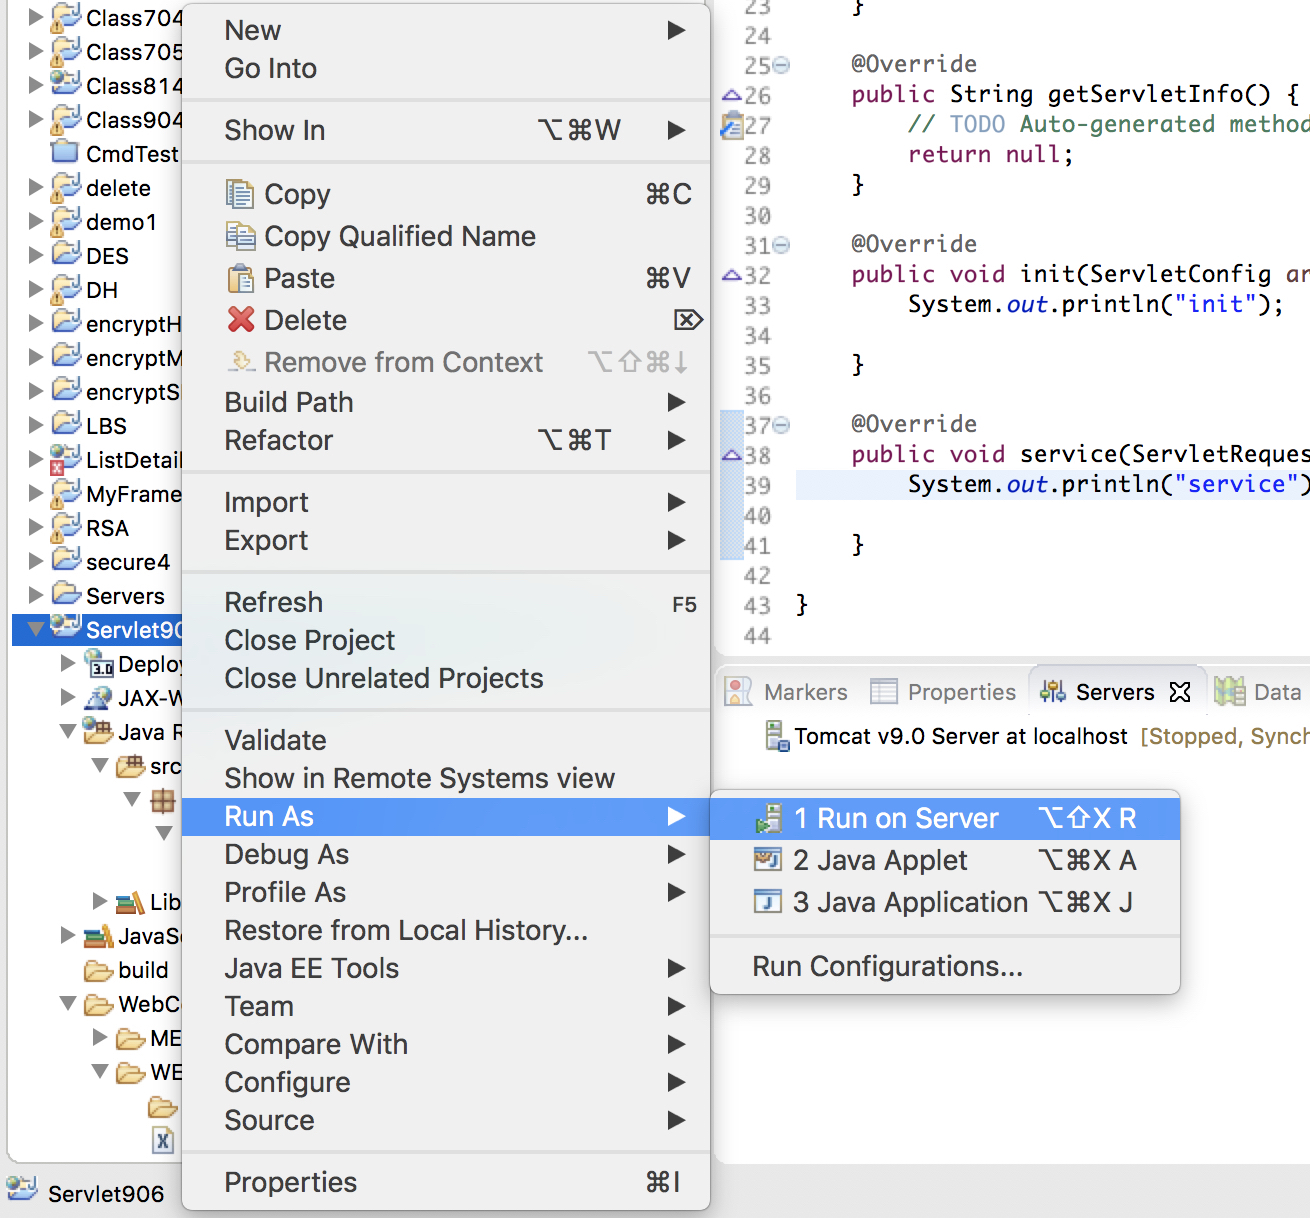 Class704
Class705
Class814
Class904
CmdTest
delete
demo1
DES
DH
encryptH
encryptM
encryptS
LBS
ListDetail
MyFrame
RSA
secure4
Servers
Servlet90
3.0 Deploy
JAX-W
Java R
src
Lib
JavaSc
build
WebCo
ME
WE
Servlet906
New
Go Into
Show In ⌥⌘W
Copy ⌘C
Copy Qualified Name
Paste ⌘V
Delete ⌦
Remove from Context ⌥⇧⌘↓
Build Path
Refactor ⌥⌘T
Import
Export
Refresh F5
Close Project
Close Unrelated Projects
Validate
Show in Remote Systems view
Run As
Debug As
Profile As
Restore from Local History...
Java EE Tools
Team
Compare With
Configure
Source
Properties ⌘I
1 Run on Server ⌥⇧X R
2 Java Applet ⌥⌘X A
3 Java Application ⌥⌘X J
Run Configurations...
23 }
24
25 @Override
26 public String getServletInfo() {
27 // TODO Auto-generated method
28 return null;
29 }
30
31 @Override
32 public void init(ServletConfig ar
33 System.out.println("init");
34
35 }
36
37 @Override
38 public void service(ServletReques
39 System.out.println("service")
40
41 }
42
43 }
44
Markers Properties Servers Data
Tomcat v9.0 Server at localhost [Stopped, Synch